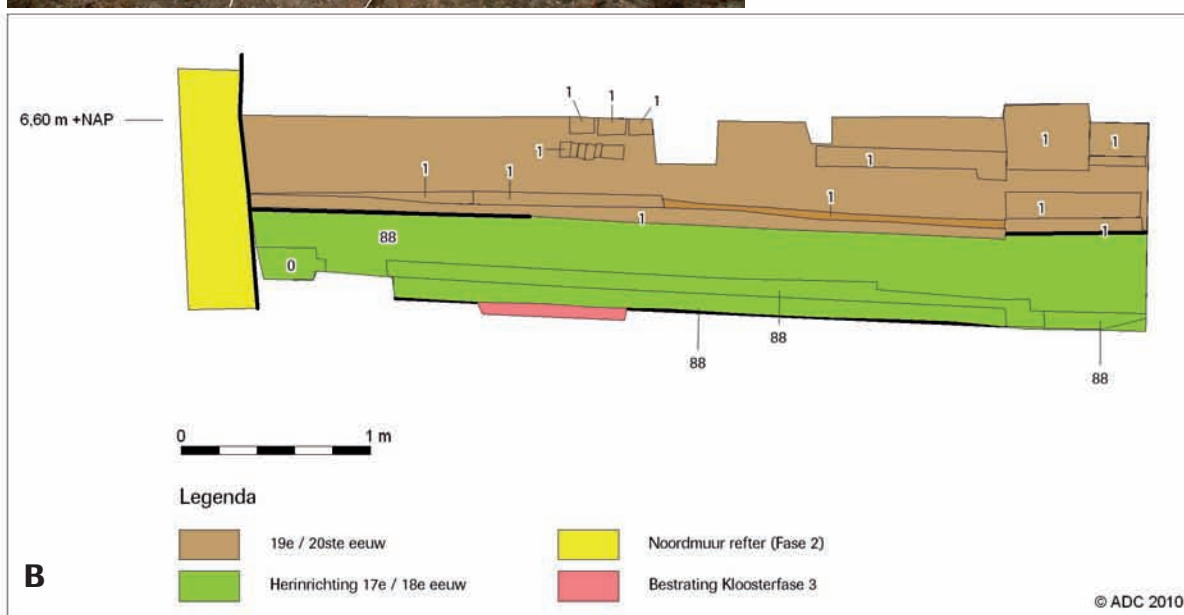 1 1 1
6,60 m +NAP
1 1
1
1
1 1
1
1 1
1 1
88
0
88
88 88
0 1 m
Legenda
19e / 20ste eeuw Noordmuur refter (Fase 2)
Herinrichting 17e / 18e eeuw Bestrating Kloosterfase 3
B
© ADC 2010